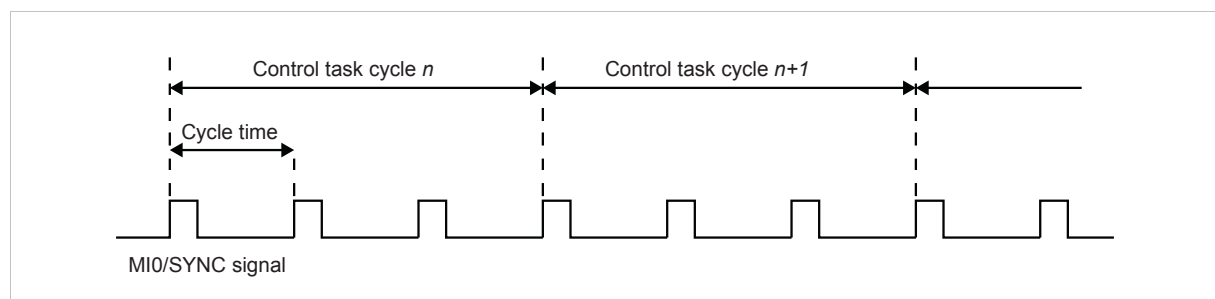 Control task cycle n
Control task cycle n+1
Cycle time
MI0/SYNC signal